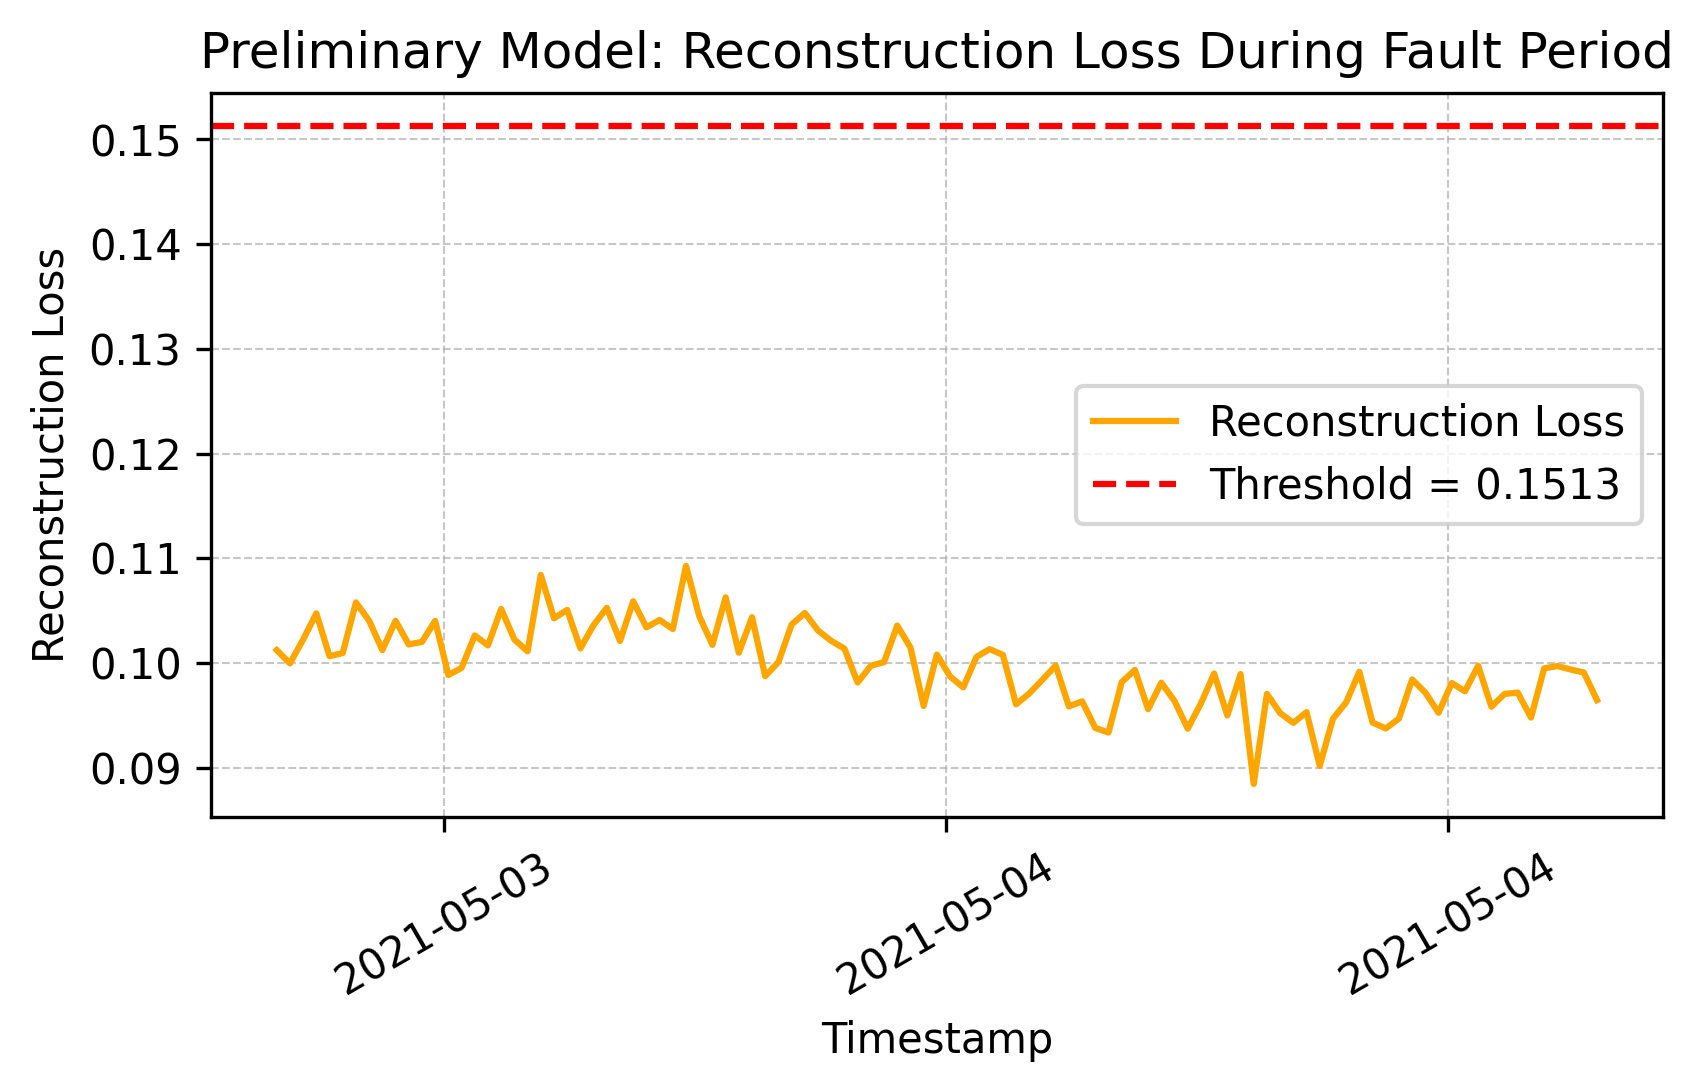 Preliminary Model: Reconstruction Loss During Fault Period
Reconstruction Loss
0.15
0.14
0.13
0.12
0.11
0.10
0.09
Reconstruction Loss
Threshold = 0.1513
2021-05-03
2021-05-04
2021-05-04
Timestamp